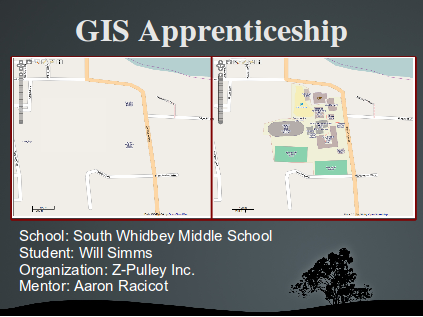 GIS Apprenticeship
School: South Whidbey Middle School
Student: Will Simms
Organization: Z-Pulley Inc.
Mentor: Aaron Racicot